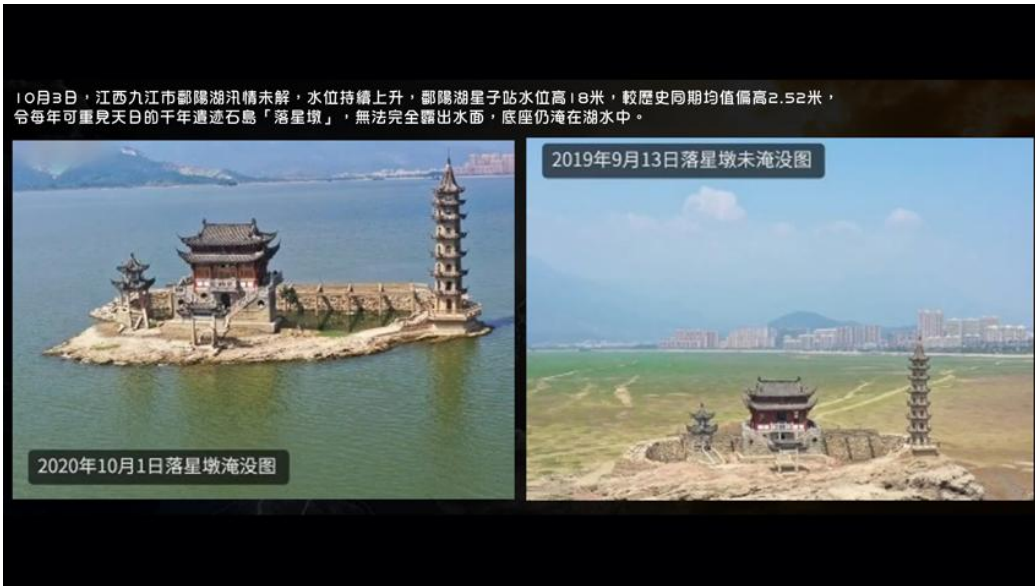 10月3日，江西九江市鄱陽湖汛情未解，水位持續上升，鄱陽湖星子站水位高18米，較歷史同期均值偏高2.52米，
令每年可重見天日的千年遺迹石島「落星墩」，無法完全露出水面，底座仍淹在湖水中。
2019年9月13日落星墩未淹没图
2020年10月1日落星墩淹没图